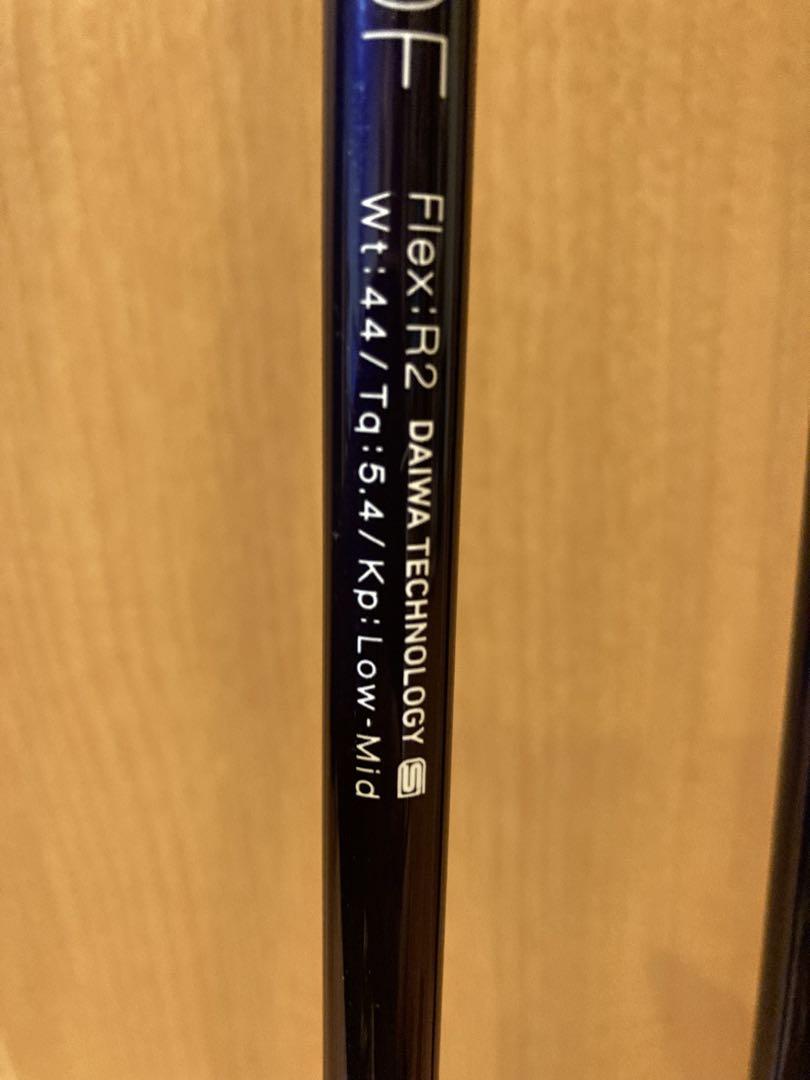 Flex:R2 DAIWA TECHNOLOGY
Wt:44/Tq:5.4/Kp:Low-Mid